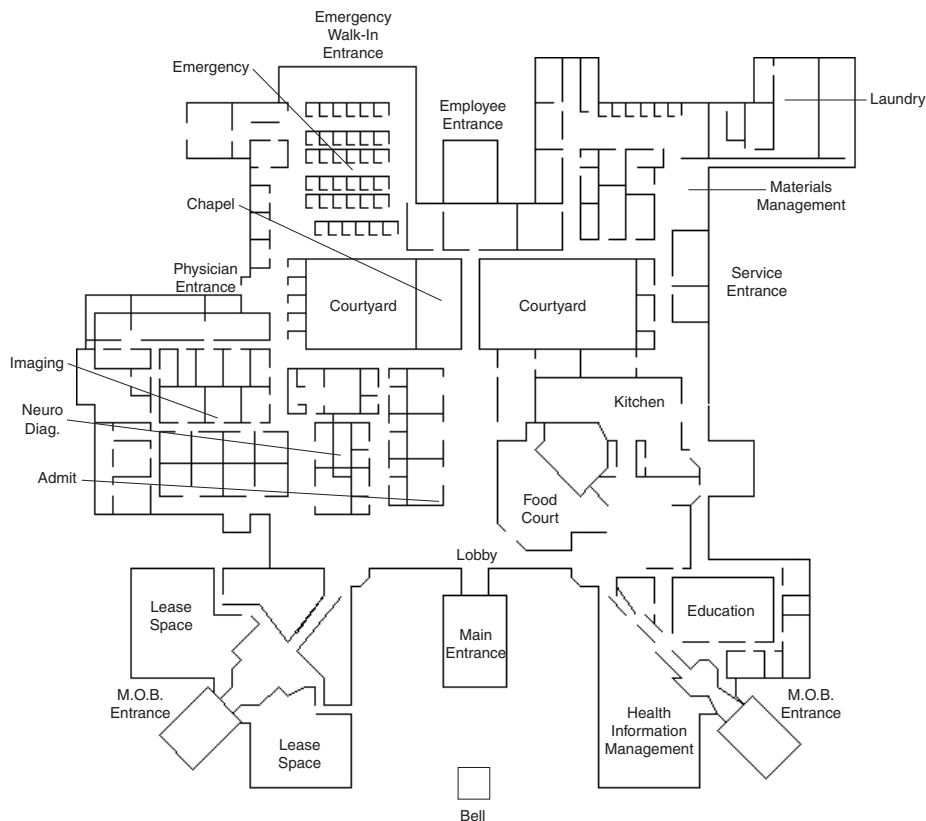 Emergency
Walk-In
Entrance
Emergency
Employee
Entrance
Laundry
Materials
Management
Chapel
Physician
Entrance
Courtyard
Courtyard
Service
Entrance
Imaging
Neuro
Diag.
Kitchen
Admit
Food
Court
Lobby
Lease
Space
Main
Entrance
Education
M.O.B.
Entrance
M.O.B.
Entrance
Health
Information
Management
Lease
Space
Bell